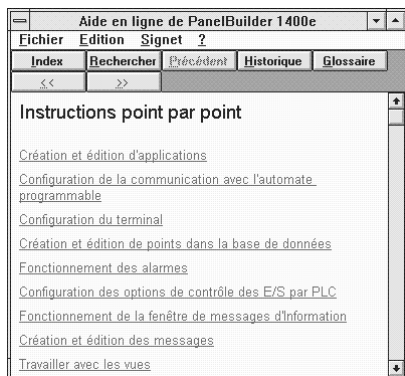 Aide en ligne de PanelBuilder 1400e
Fichier Edition Signet ?
Index Rechercher Précédent Historique Glossaire
<< >>
Instructions point par point
Création et édition d'applications
Configuration de la communication avec l'automate
programmable
Configuration du terminal
Création et édition de points dans la base de données
Fonctionnement des alarmes
Configuration des options de contrôle des E/S par PLC
Fonctionnement de la fenêtre de messages d'Information
Création et édition des messages
Travailler avec les vues